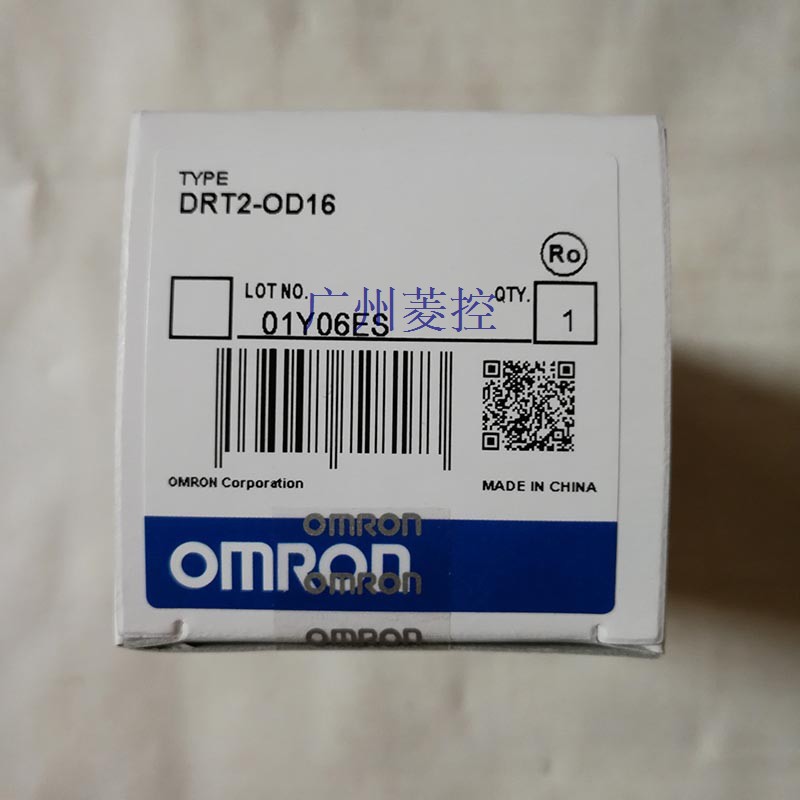 TYPE
DRT2-OD16
Ro
LOT NO. 广州菱控 QTY.
01Y06ES 1
OMRON Corporation MADE IN CHINA
OMRON
OMRON
OMRON
OMRON